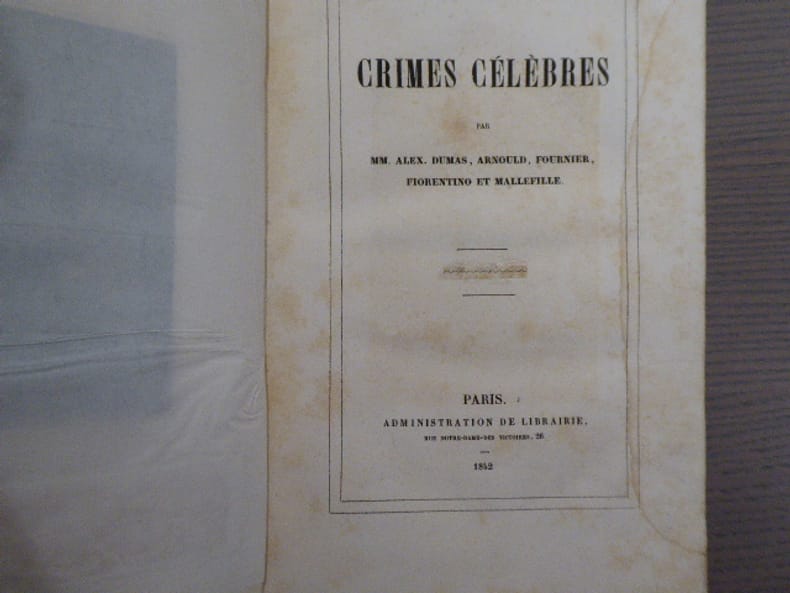 CRIMES CÉLÈBRES
PAR
MM. ALEX. DUMAS, ARNOULD, FOURNIER,
FIORENTINO ET MALLEFILLE.
PARIS.
ADMINISTRATION DE LIBRAIRIE,
RUE NOTRE-DAME-DES VICTOIRES, 26
1842